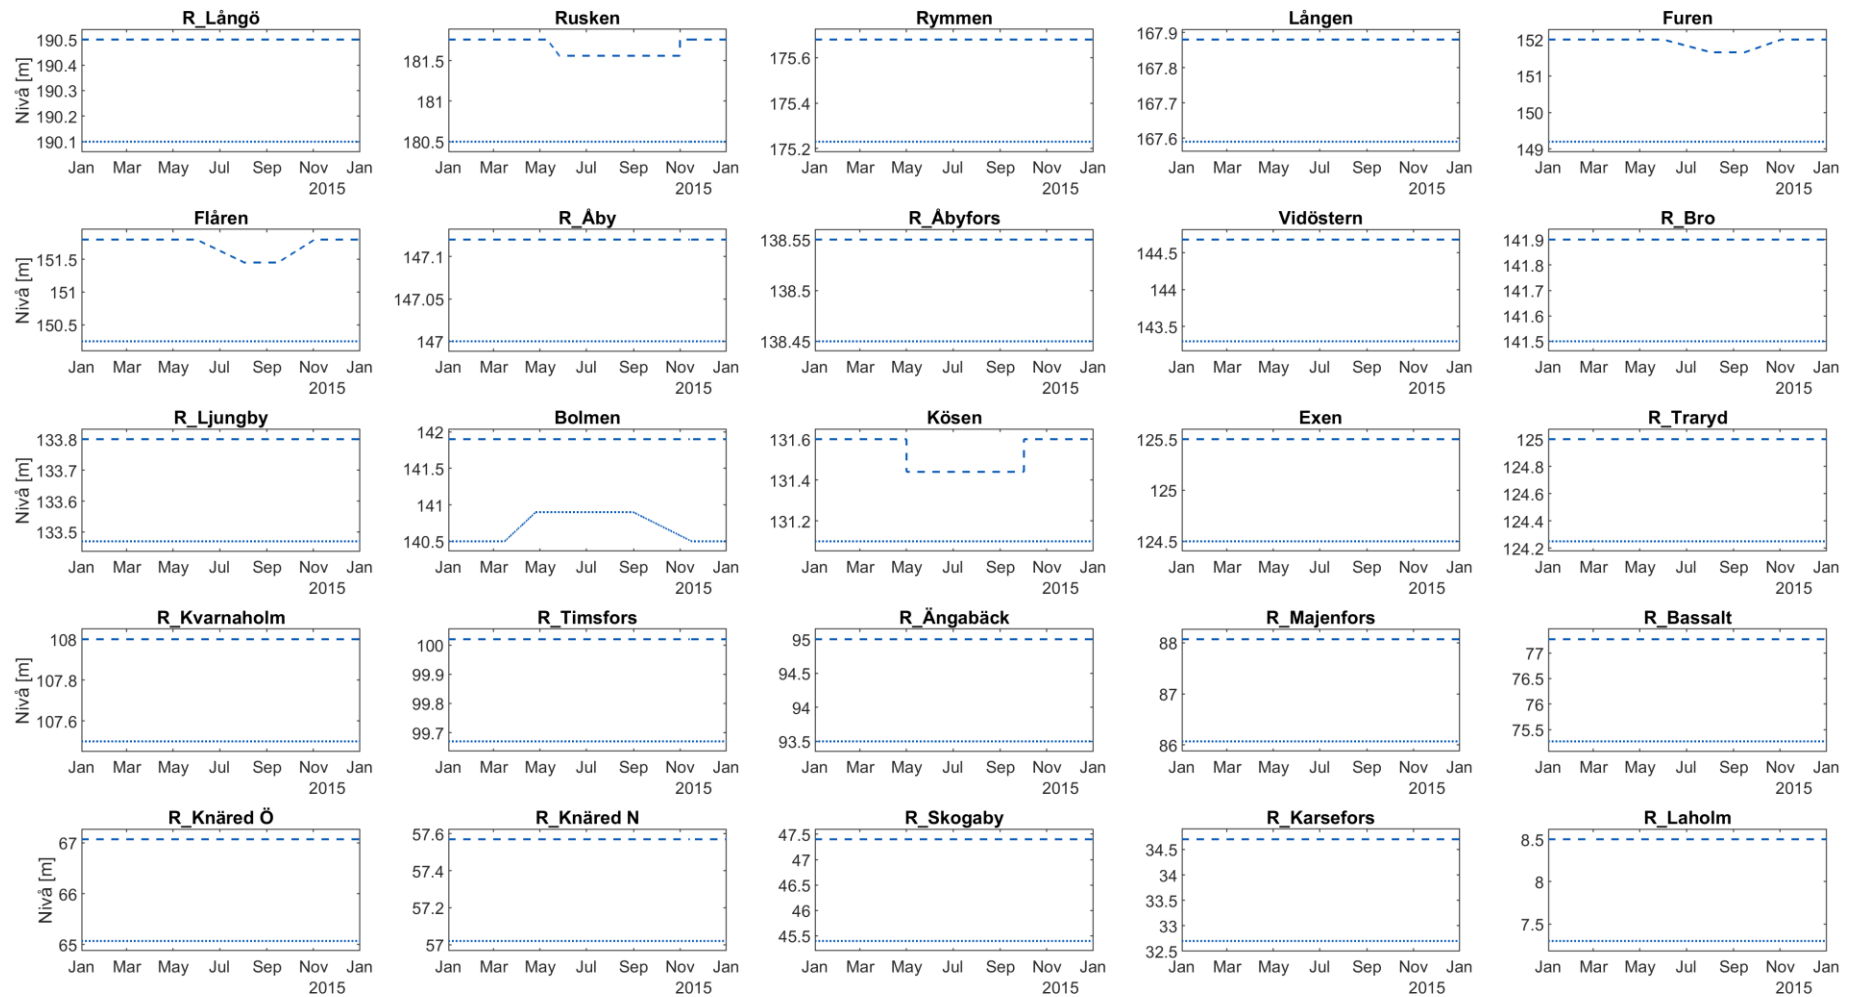 R_Långö
Nivå [m]
190.5
190.4
190.3
190.2
190.1
Jan Mar May Jul Sep Nov Jan
2015
Rusken
181.5
181
180.5
Jan Mar May Jul Sep Nov Jan
2015
Rymmen
175.6
175.4
175.2
Jan Mar May Jul Sep Nov Jan
2015
Lången
167.9
167.8
167.7
167.6
Jan Mar May Jul Sep Nov Jan
2015
Furen
152
151
150
149
Jan Mar May Jul Sep Nov Jan
2015
Flåren
Nivå [m]
151.5
151
150.5
Jan Mar May Jul Sep Nov Jan
2015
R_Åby
147.1
147.05
147
Jan Mar May Jul Sep Nov Jan
2015
R_Åbyfors
138.55
138.5
138.45
Jan Mar May Jul Sep Nov Jan
2015
Vidöstern
144.5
144
143.5
Jan Mar May Jul Sep Nov Jan
2015
R_Bro
141.9
141.8
141.7
141.6
141.5
Jan Mar May Jul Sep Nov Jan
2015
R_Ljungby
Nivå [m]
133.8
133.7
133.6
133.5
Jan Mar May Jul Sep Nov Jan
2015
Bolmen
142
141.5
141
140.5
Jan Mar May Jul Sep Nov Jan
2015
Kösen
131.6
131.4
131.2
Jan Mar May Jul Sep Nov Jan
2015
Exen
125.5
125
124.5
Jan Mar May Jul Sep Nov Jan
2015
R_Traryd
125
124.8
124.6
124.4
124.2
Jan Mar May Jul Sep Nov Jan
2015
R_Kvarnaholm
Nivå [m]
108
107.8
107.6
Jan Mar May Jul Sep Nov Jan
2015
R_Timsfors
100
99.9
99.8
99.7
Jan Mar May Jul Sep Nov Jan
2015
R_Ängabäck
95
94.5
94
93.5
Jan Mar May Jul Sep Nov Jan
2015
R_Majenfors
88
87
86
Jan Mar May Jul Sep Nov Jan
2015
R_Bassalt
77
76.5
76
75.5
Jan Mar May Jul Sep Nov Jan
2015
R_Knäred Ö
Nivå [m]
67
66
65
Jan Mar May Jul Sep Nov Jan
2015
R_Knäred N
57.6
57.4
57.2
57
Jan Mar May Jul Sep Nov Jan
2015
R_Skogaby
47.5
47
46.5
46
45.5
Jan Mar May Jul Sep Nov Jan
2015
R_Karsefors
34.5
34
33.5
33
32.5
Jan Mar May Jul Sep Nov Jan
2015
R_Laholm
8.5
8
7.5
Jan Mar May Jul Sep Nov Jan
2015